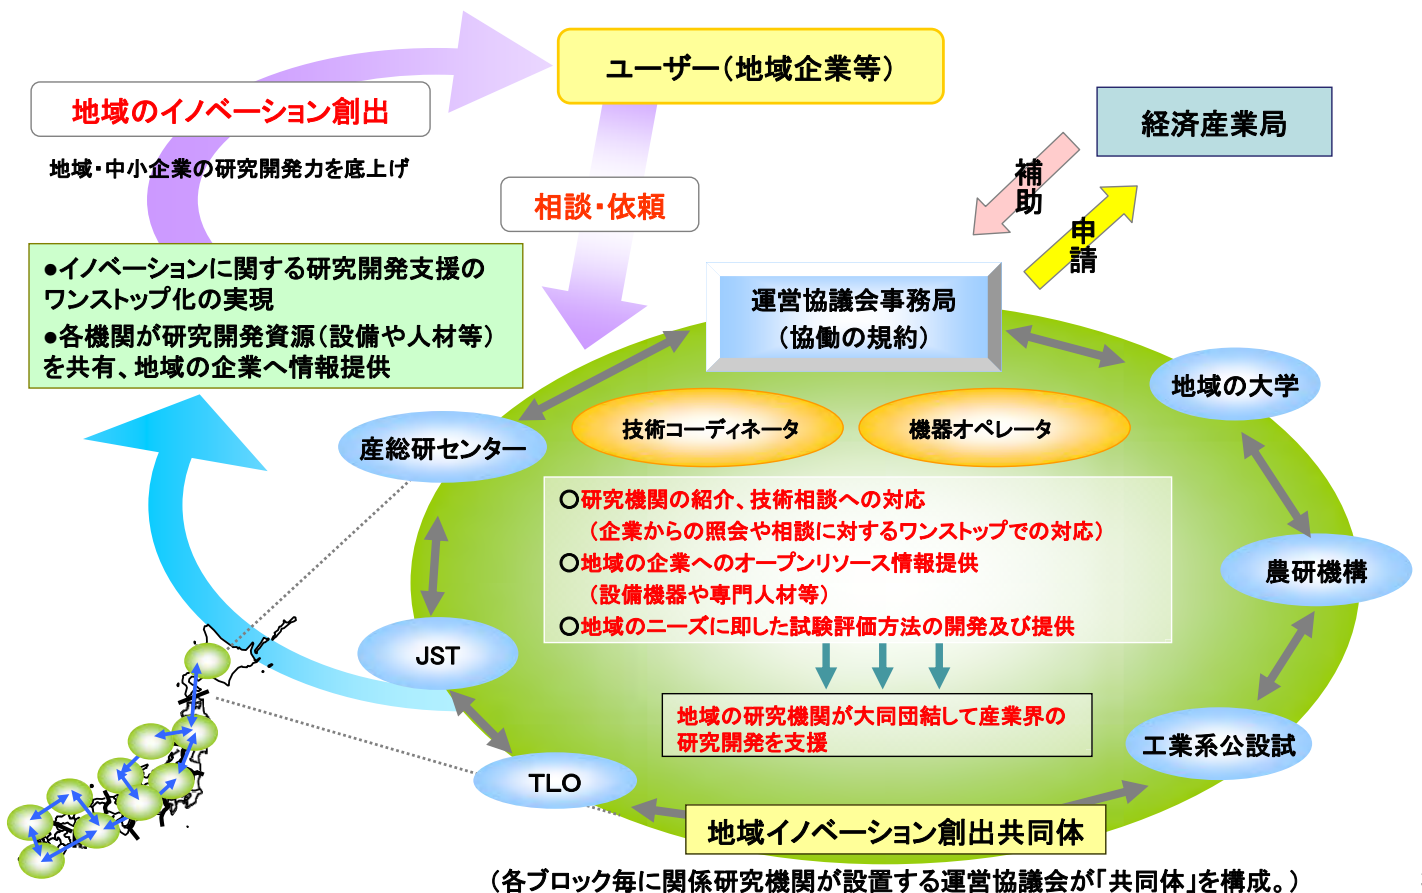 ユーザー（地域企業等）
地域のイノベーション創出
地域・中小企業の研究開発力を底上げ
経済産業局
補助
申請
相談・依頼
●イノベーションに関する研究開発支援の
ワンストップ化の実現
●各機関が研究開発資源（設備や人材等）
を共有、地域の企業へ情報提供
運営協議会事務局
（協働の規約）
地域の大学
技術コーディネータ
機器オペレータ
産総研センター
○研究機関の紹介、技術相談への対応
（企業からの照会や相談に対するワンストップでの対応）
○地域の企業へのオープンリソース情報提供
（設備機器や専門人材等）
○地域のニーズに即した試験評価方法の開発及び提供
農研機構
JST
地域の研究機関が大同団結して産業界の
研究開発を支援
工業系公設試
TLO
地域イノベーション創出共同体
（各ブロック毎に関係研究機関が設置する運営協議会が「共同体」を構成。）